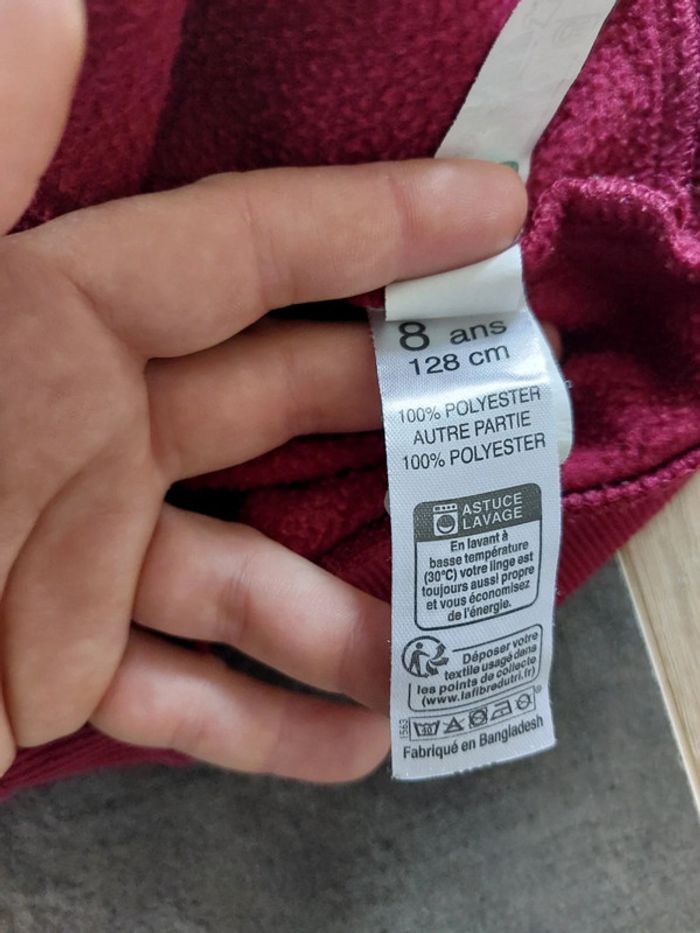 8 ans
128 cm
100% POLYESTER
AUTRE PARTIE
100% POLYESTER
ASTUCE
LAVAGE
En lavant à
basse température
(30°C) votre linge est
toujours aussi propre
et vous économisez
de l'énergie.
Déposer votre
textile usagé dans
les points de collecte
(www.lafibredutri.fr)
1563
Fabriqué en Bangladesh